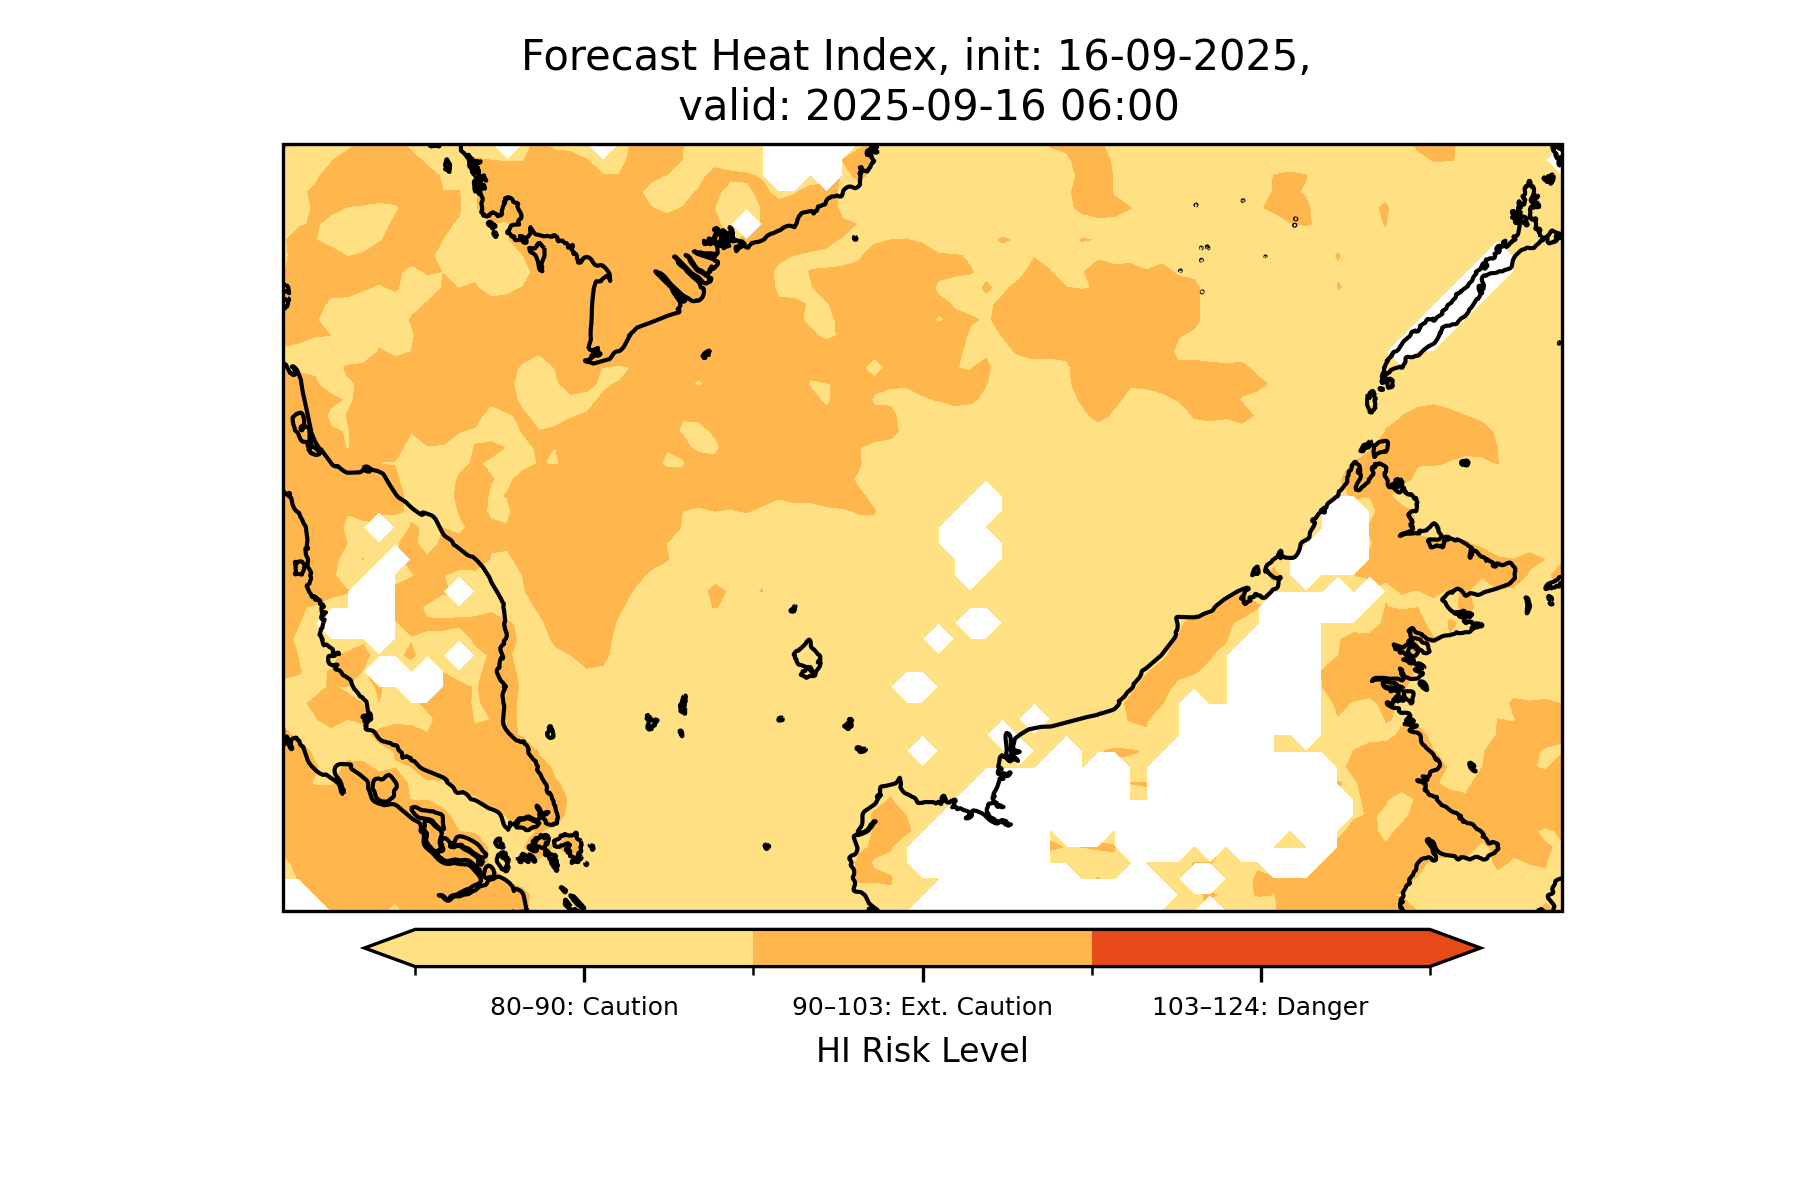 Forecast Heat Index, init: 16-09-2025,
valid: 2025-09-16 06:00
80–90: Caution
90–103: Ext. Caution
103–124: Danger
HI Risk Level